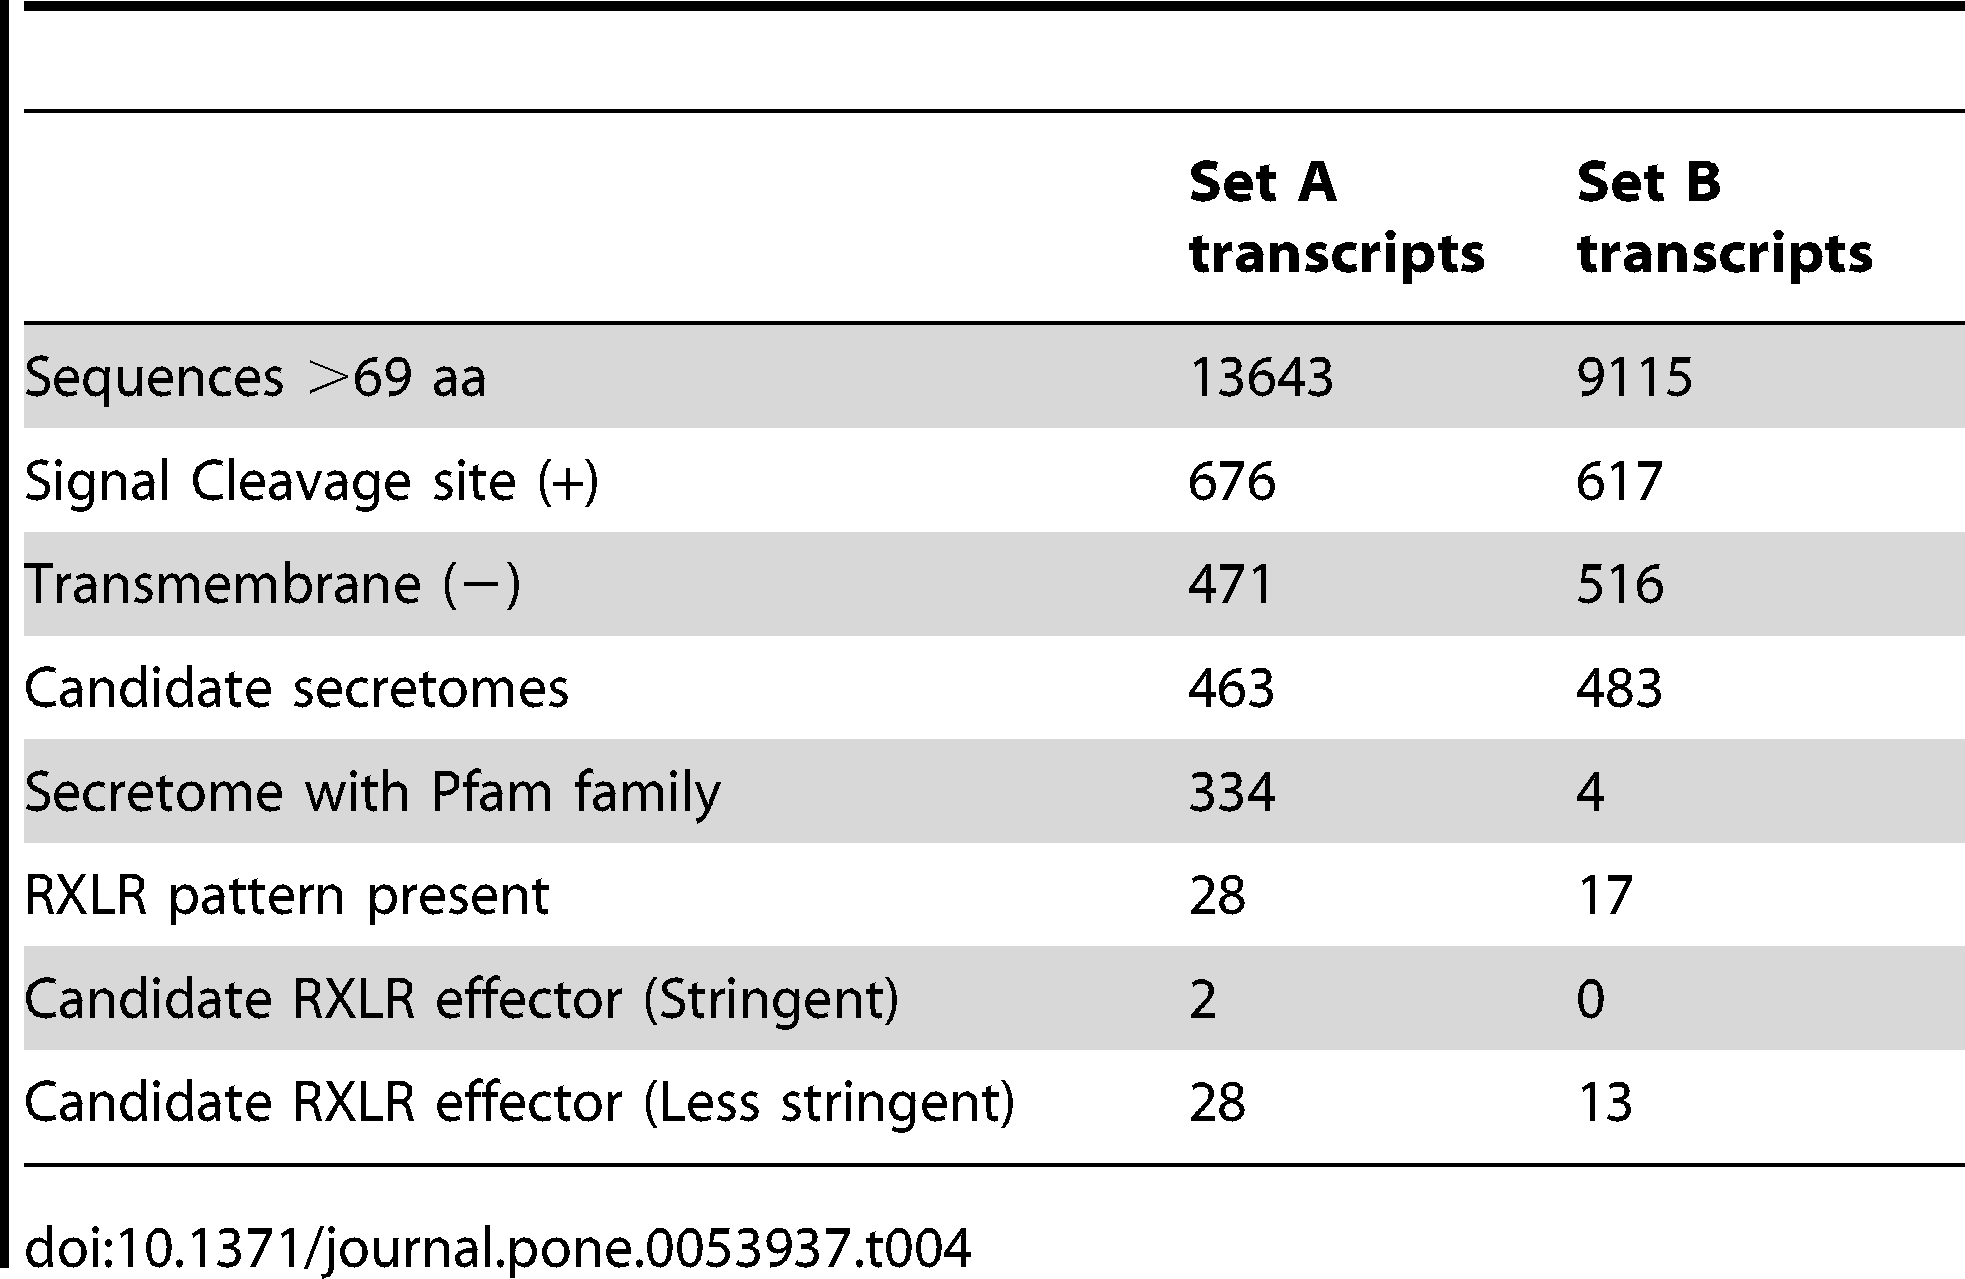 Set A Set B
transcripts transcripts
Sequences >69 aa 13643 9115
Signal Cleavage site (+) 676 617
Transmembrane (−) 471 516
Candidate secretomes 463 483
Secretome with Pfam family 334 4
RXLR pattern present 28 17
Candidate RXLR effector (Stringent) 2 0
Candidate RXLR effector (Less stringent) 28 13
doi:10.1371/journal.pone.0053937.t004